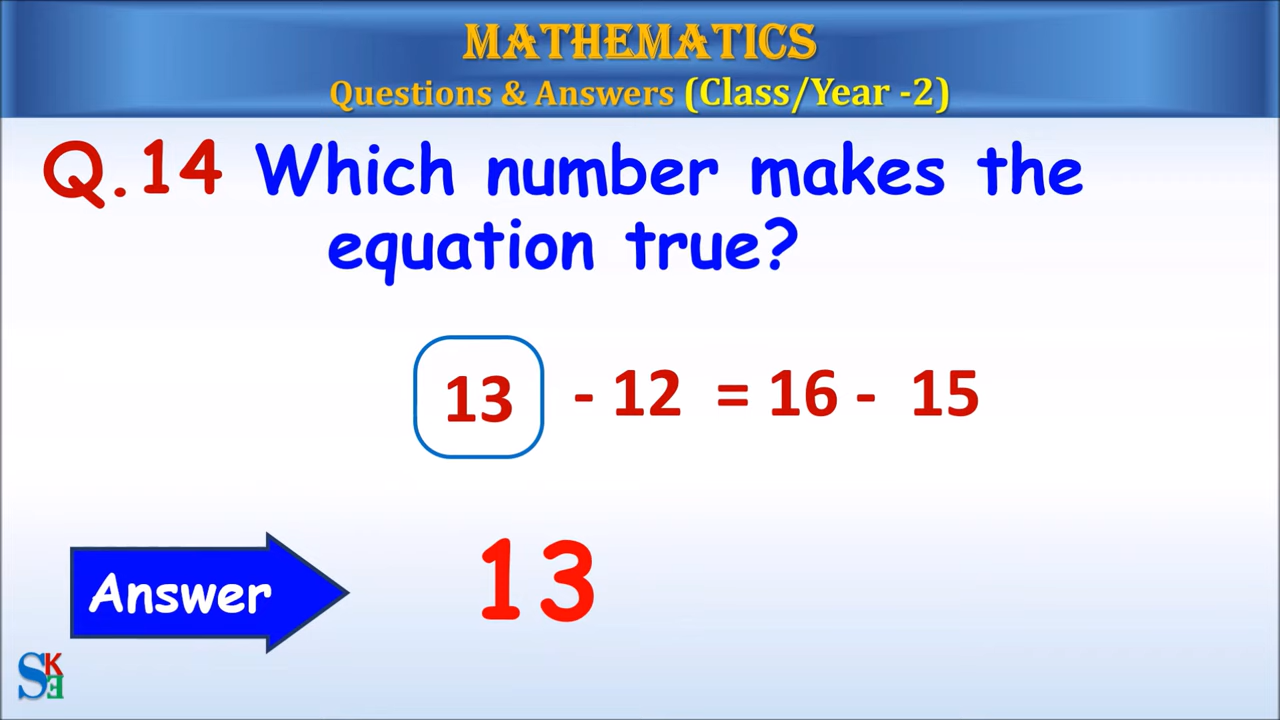 MATHEMATICS
Questions & Answers (Class/Year -2)
Q.14 Which number makes the
equation true?
13 - 12 = 16 - 15
Answer 13
SKE